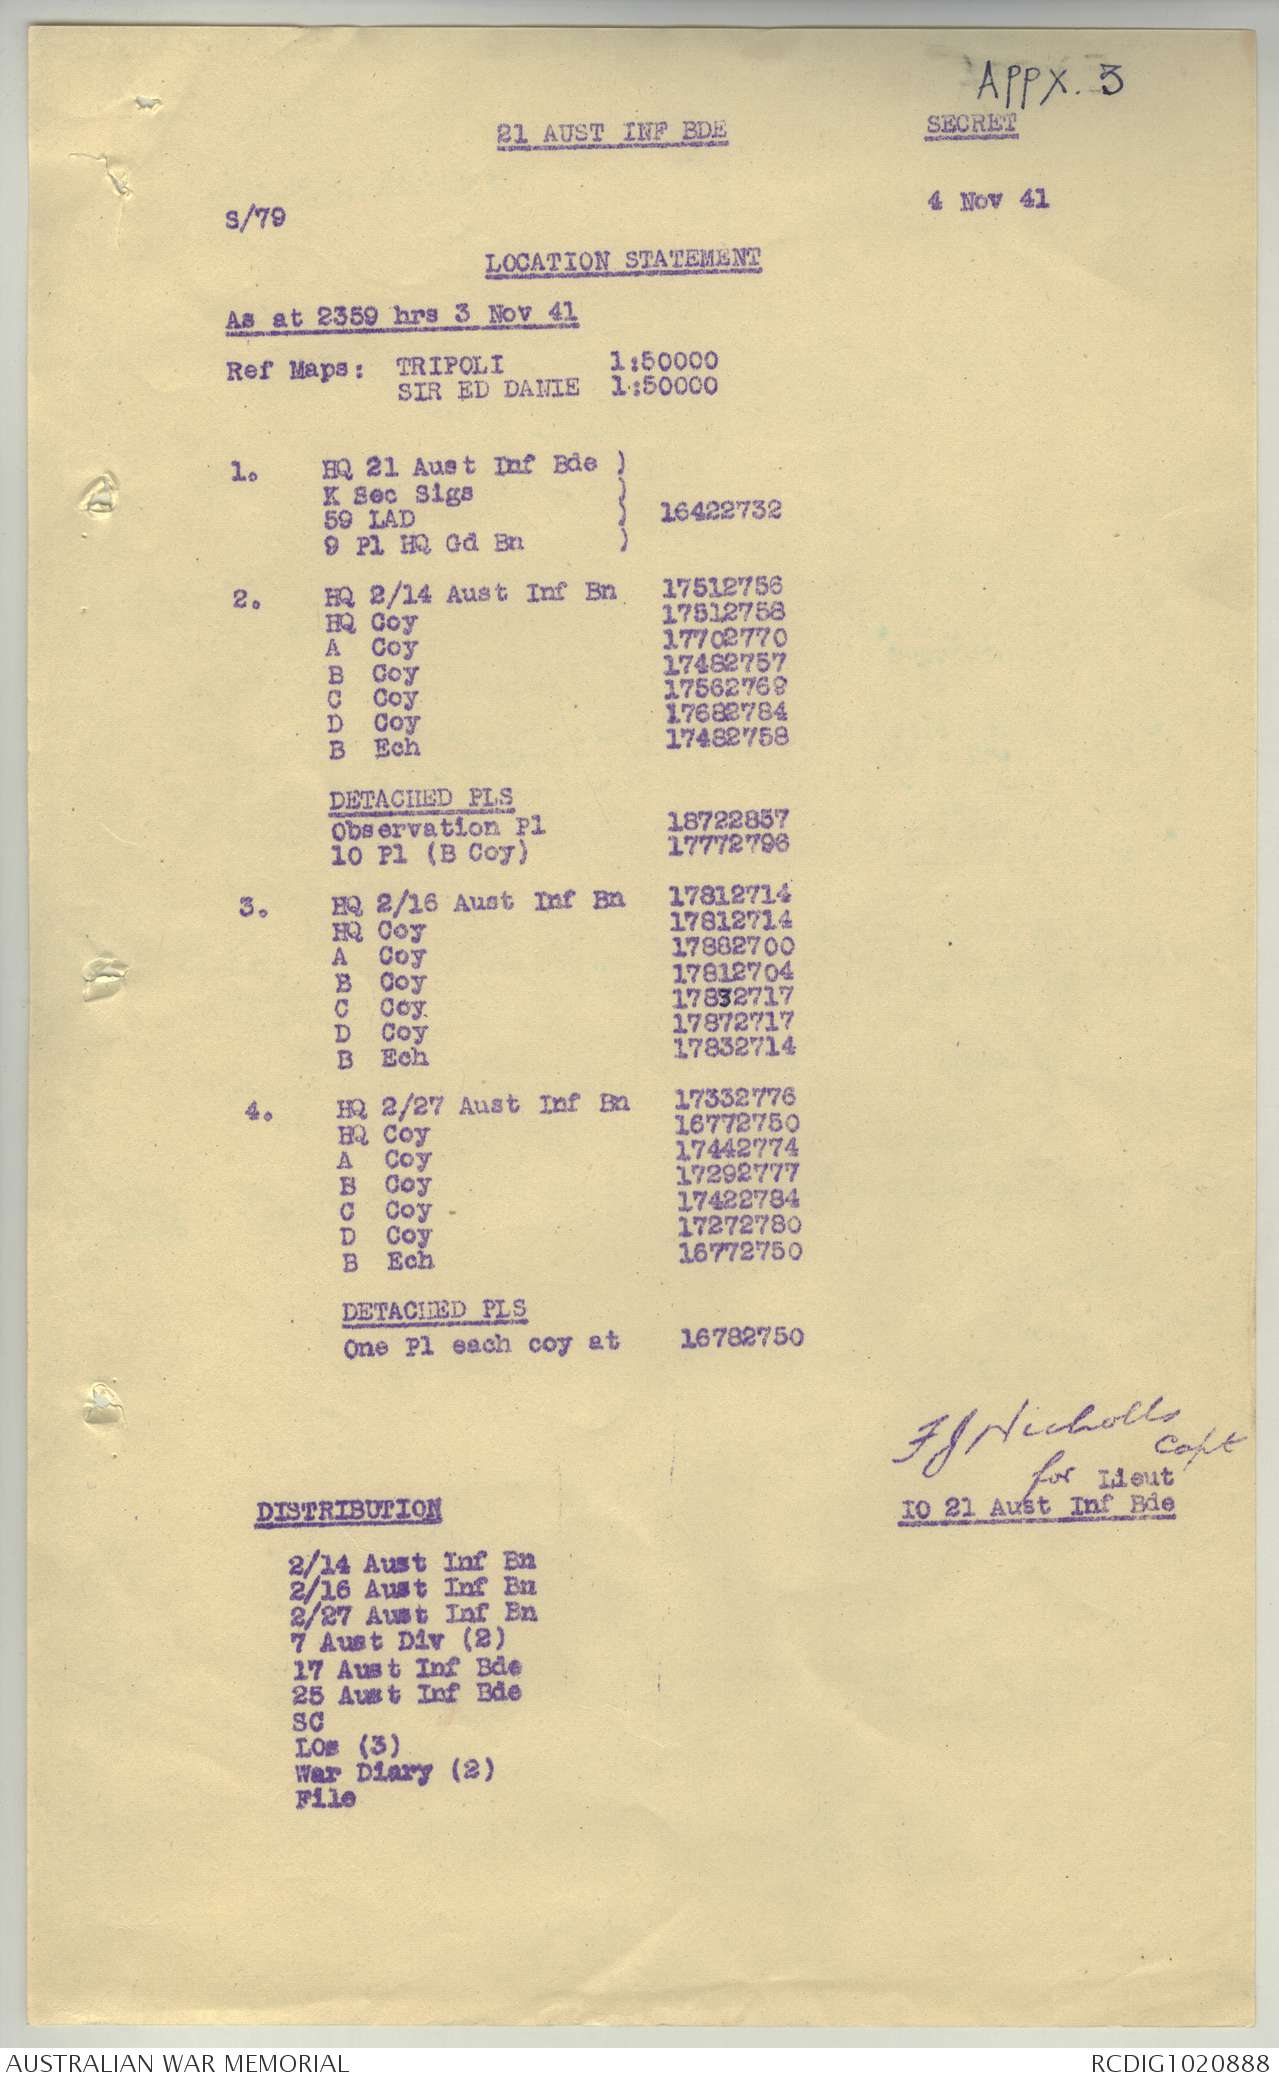 APPX. 3
21 AUST INF BDE
SECRET
S/79
4 Nov 41
LOCATION STATEMENT
As at 2359 hrs 3 Nov 41
Ref Maps: TRIPOLI 1:50000
SIR ED DANIE 1:50000
1. HQ 21 Aust Inf Bde )
K Sec Sigs )
59 LAD ) 16422732
9 Pl HQ Gd Bn )
2. HQ 2/14 Aust Inf Bn 17512756
HQ Coy 17512758
A Coy 17702770
B Coy 17482757
C Coy 17562769
D Coy 17682784
B Ech 17482758
DETACHED PLS
Observation Pl 18722857
10 Pl (B Coy) 17772796
3. HQ 2/16 Aust Inf Bn 17812714
HQ Coy 17812714
A Coy 17882700
B Coy 17812704
C Coy 17832717
D Coy 17872717
B Ech 17832714
4. HQ 2/27 Aust Inf Bn 17332776
HQ Coy 16772750
A Coy 17442774
B Coy 17292777
C Coy 17422784
D Coy 17272780
B Ech 16772750
DETACHED PLS
One Pl each coy at 16782750
FJ Nicholls
Capt
for Lieut
IO 21 Aust Inf Bde
DISTRIBUTION
2/14 Aust Inf Bn
2/16 Aust Inf Bn
2/27 Aust Inf Bn
7 Aust Div (2)
17 Aust Inf Bde
25 Aust Inf Bde
SC
LOs (3)
War Diary (2)
File
AUSTRALIAN WAR MEMORIAL
RCDIG1020888